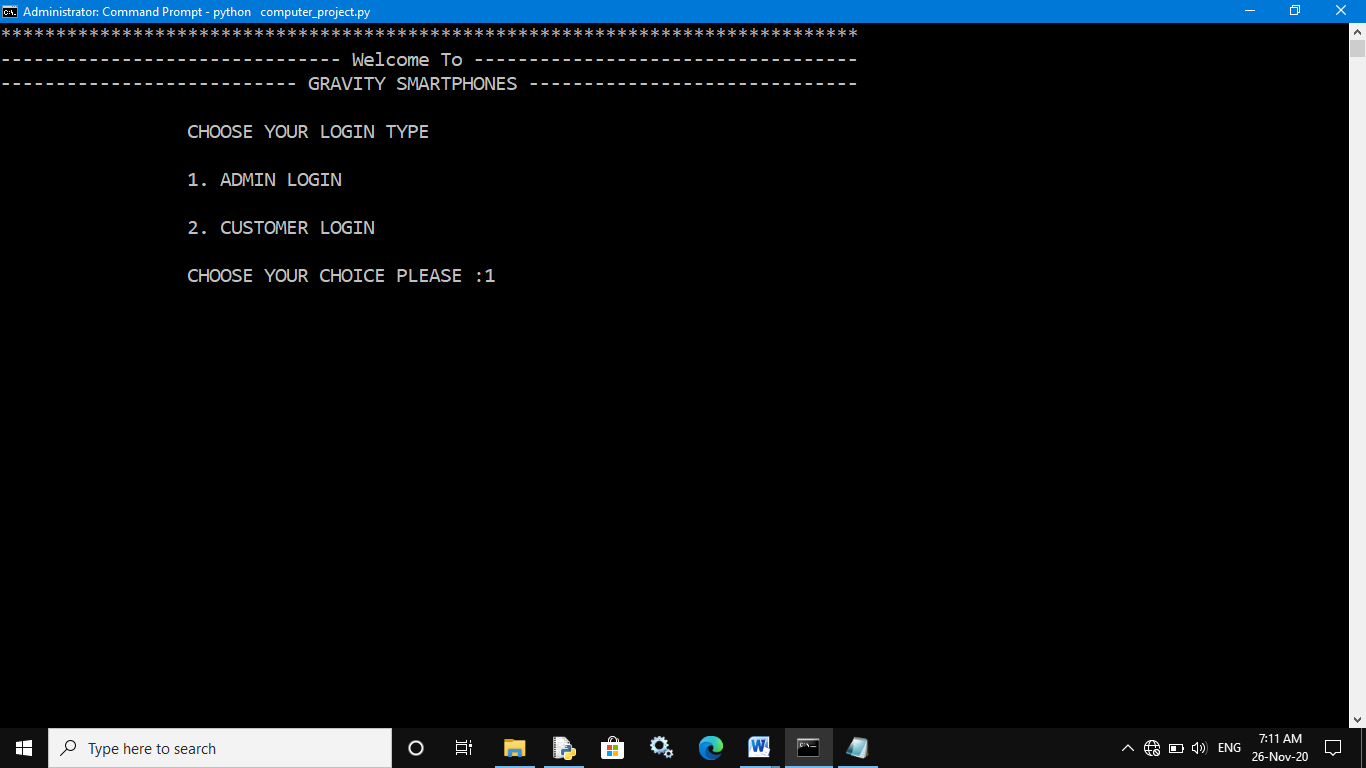 Administrator: Command Prompt - python  computer_project.py
******************************************************************************
------------------------------- Welcome To -----------------------------------
--------------------------- GRAVITY SMARTPHONES ------------------------------
CHOOSE YOUR LOGIN TYPE
1. ADMIN LOGIN
2. CUSTOMER LOGIN
CHOOSE YOUR CHOICE PLEASE :1
Type here to search
ENG
7:11 AM
26-Nov-20